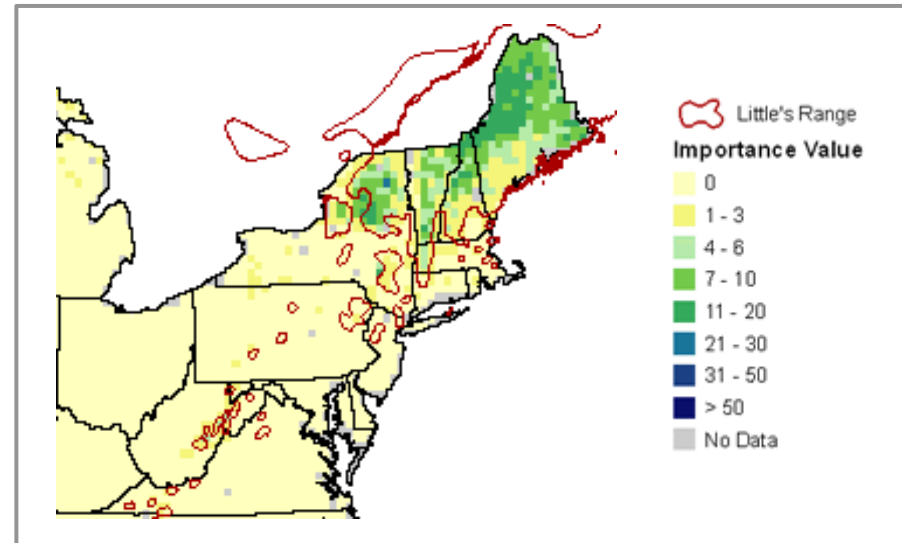 Little's Range
Importance Value
0
1 - 3
4 - 6
7 - 10
11 - 20
21 - 30
31 - 50
> 50
No Data